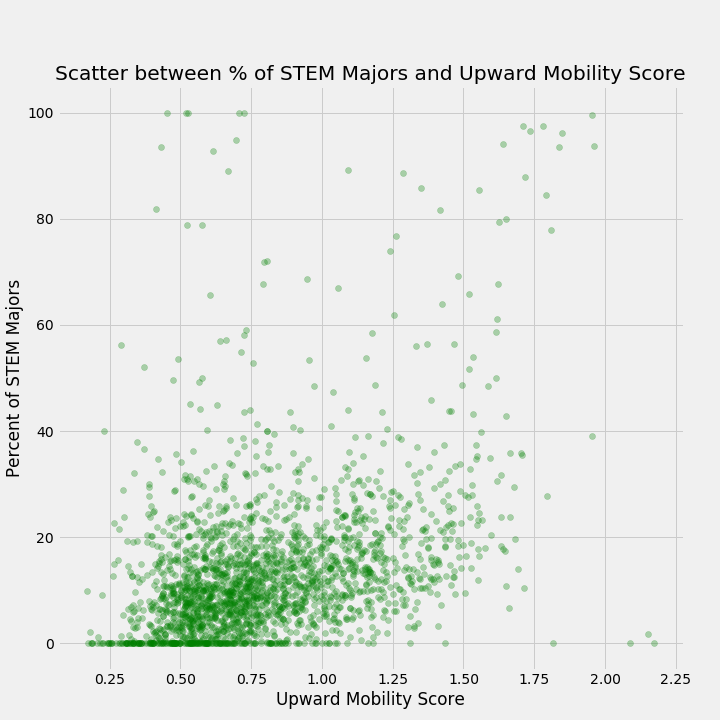 Scatter between % of STEM Majors and Upward Mobility Score
100
80
60
40
20
0
Percent of STEM Majors
0.25 0.50 0.75 1.00 1.25 1.50 1.75 2.00 2.25
Upward Mobility Score